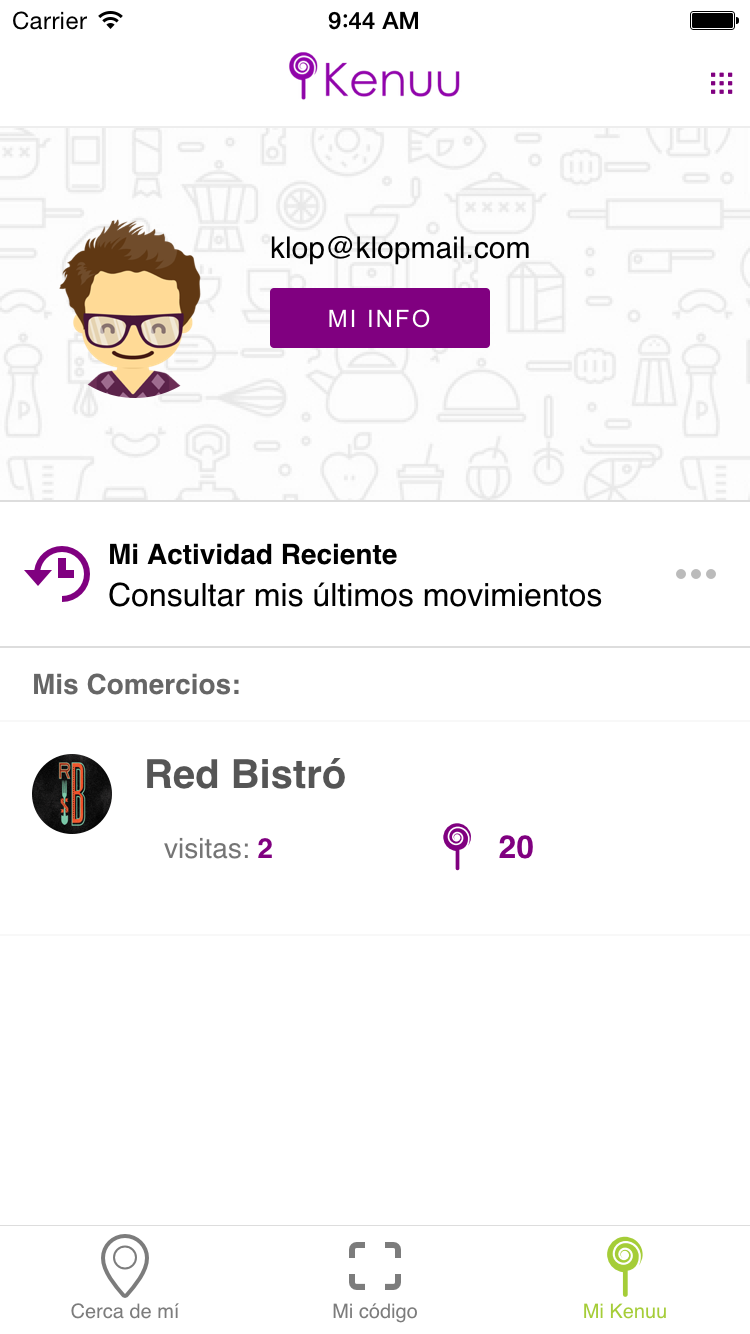 Carrier 9:44 AM
Kenuu
klop@klopmail.com
MI INFO
Mi Actividad Reciente
Consultar mis últimos movimientos
Mis Comercios:
Red Bistró
visitas: 2 20
Cerca de mí Mi código Mi Kenuu